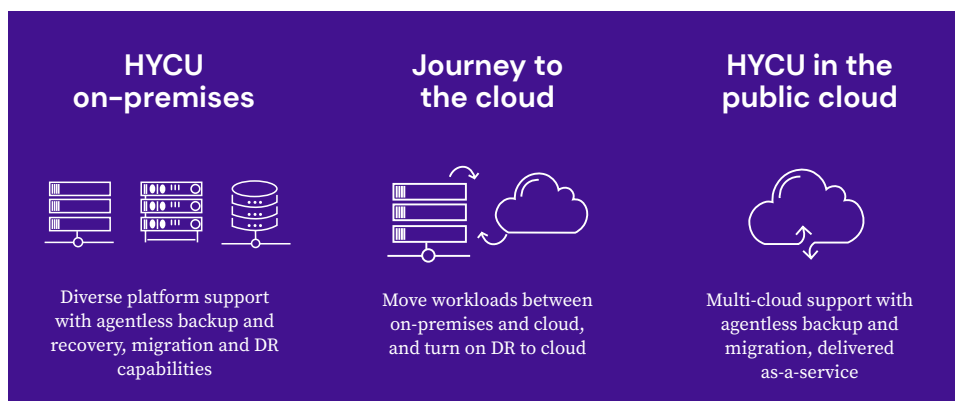 HYCU
on-premises
Diverse platform support
with agentless backup and
recovery, migration and DR
capabilities
Journey to
the cloud
Move workloads between
on-premises and cloud,
and turn on DR to cloud
HYCU in the
public cloud
Multi-cloud support with
agentless backup and
migration, delivered
as-a-service